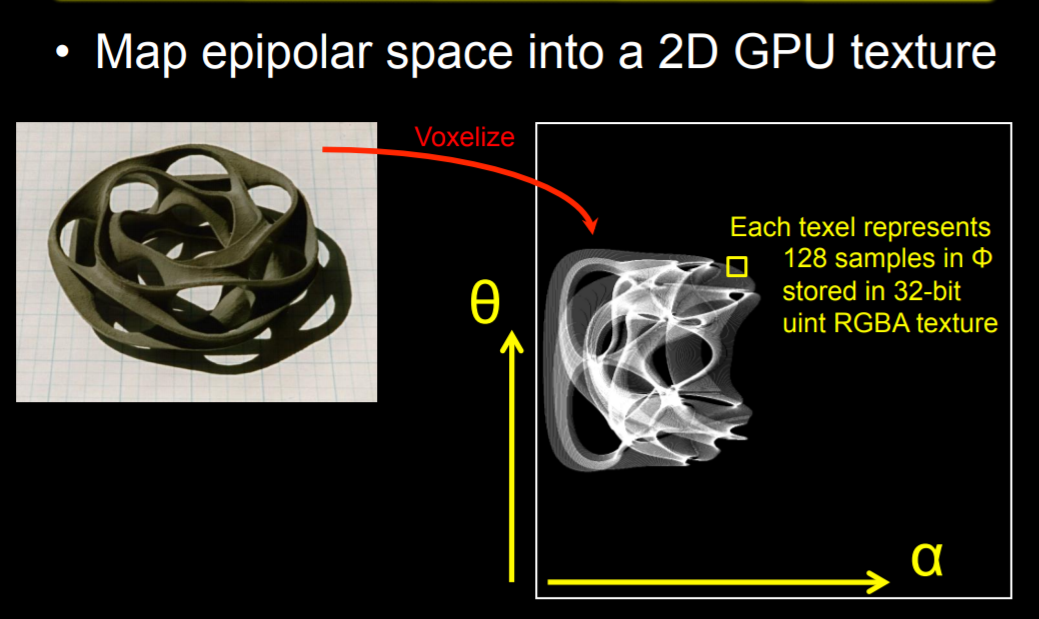 • Map epipolar space into a 2D GPU texture
Voxelize
Each texel represents
128 samples in Φ
stored in 32-bit
uint RGBA texture
θ
α